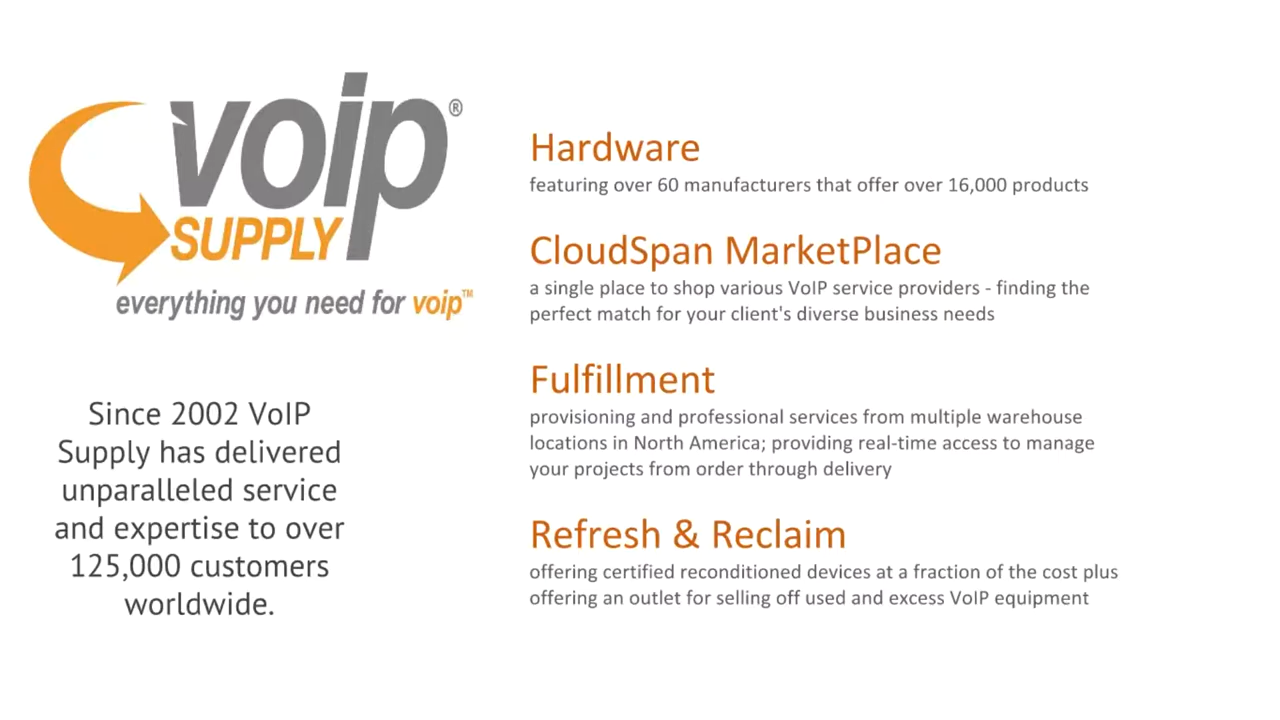 voip®
SUPPLY
everything you need for voip™
Since 2002 VoIP
Supply has delivered
unparalleled service
and expertise to over
125,000 customers
worldwide.
Hardware
featuring over 60 manufacturers that offer over 16,000 products
CloudSpan MarketPlace
a single place to shop various VoIP service providers - finding the
perfect match for your client's diverse business needs
Fulfillment
provisioning and professional services from multiple warehouse
locations in North America; providing real-time access to manage
your projects from order through delivery
Refresh & Reclaim
offering certified reconditioned devices at a fraction of the cost plus
offering an outlet for selling off used and excess VoIP equipment